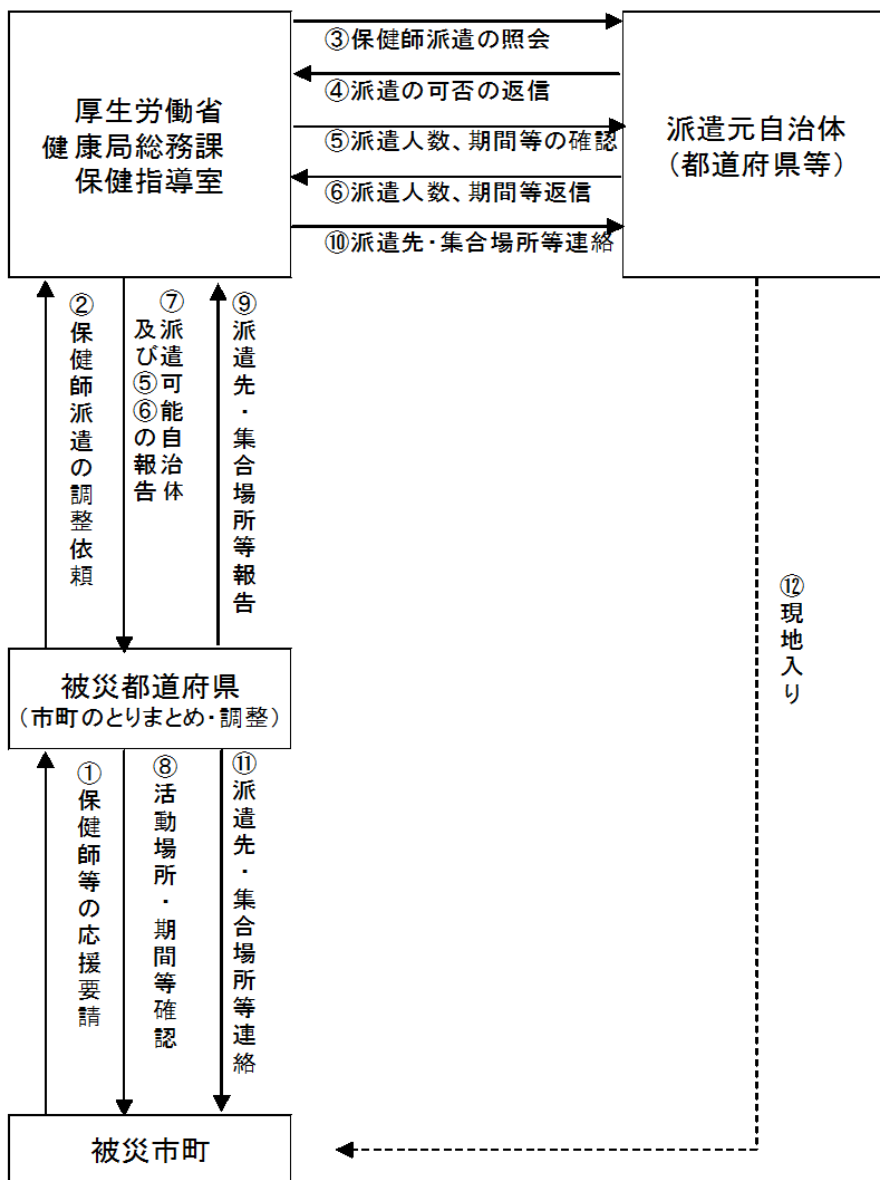 厚生労働省
健康局総務課
保健指導室
③保健師派遣の照会
④派遣の可否の返信
⑤派遣人数、期間等の確認
⑥派遣人数、期間等返信
⑩派遣先・集合場所等連絡
派遣元自治体
（都道府県等）
②保健師派遣の調整依頼
⑦派遣可能自治体
及び⑤⑥の報告
⑨派遣先・集合場所等報告
⑫現地入り
被災都道府県
（市町のとりまとめ・調整）
①保健師等の応援要請
⑧活動場所・期間等確認
⑪派遣先・集合場所等連絡
被災市町